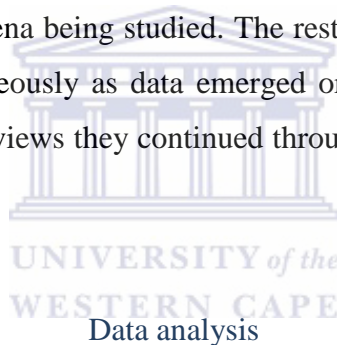 ena being studied. The rest
eously as data emerged or
views they continued throu
UNIVERSITY of the
WESTERN CAPE
Data analysis